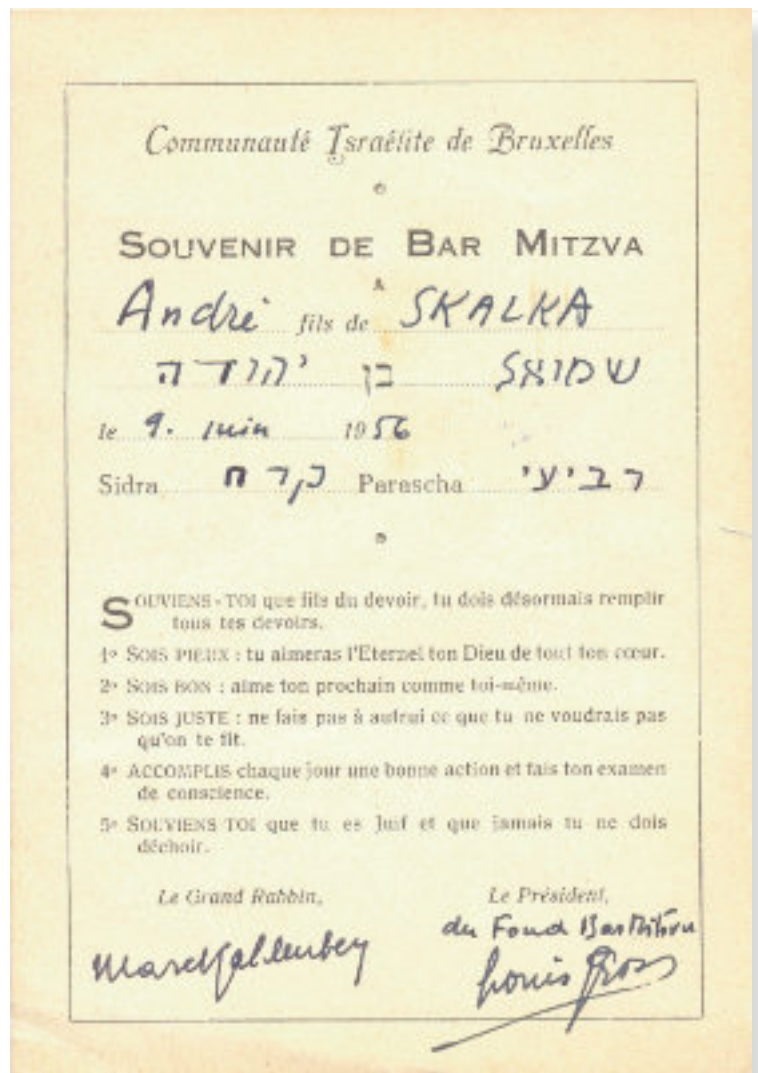 Communauté Israélite de Bruxelles
SOUVENIR DE BAR MITZVA
A
André fils de SKALKA
שמואל בן יהודה
le 9. juin 1956
Sidra קרח Parascha רביעי
SOUVIENS-TOI que fils du devoir, tu dois désormais remplir
tous tes devoirs.
1° SOIS PIEUX : tu aimeras l'Eternel ton Dieu de tout ton cœur.
2° SOIS BON : aime ton prochain comme toi-même.
3° SOIS JUSTE : ne fais pas à autrui ce que tu ne voudrais pas
qu'on te fit.
4° ACCOMPLIS chaque jour une bonne action et fais ton examen
de conscience.
5° SOUVIENS TOI que tu es Juif et que jamais tu ne dois
déchoir.
Le Grand Rabbin, Le Président,
du Fond Bar Mitzva
Louis Gross